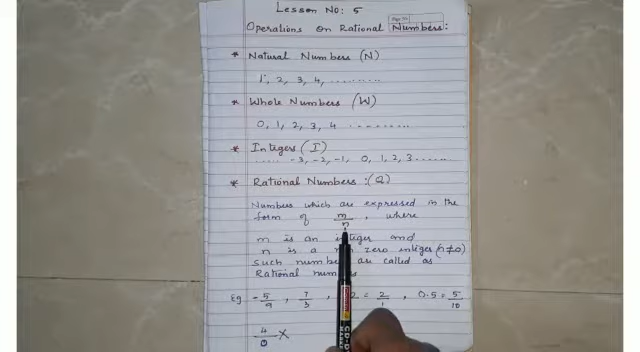 Lesson No: 5
Page No
Operations On Rational Numbers:
* Natural Numbers (N)
1, 2, 3, 4, .........
* Whole Numbers (W)
0, 1, 2, 3, 4 .........
* Integers (I)
..... -3, -2, -1, 0, 1, 2, 3 ......
* Rational Numbers :(Q)
Numbers which are expressed in the
form of m/n, where
m is an integer and
n is a zero integer (n≠0)
Such are called as
Rational
Eg -5/9 , 7/3 , 2 = 2/1 , 0.5 = 5/10
4/0 X